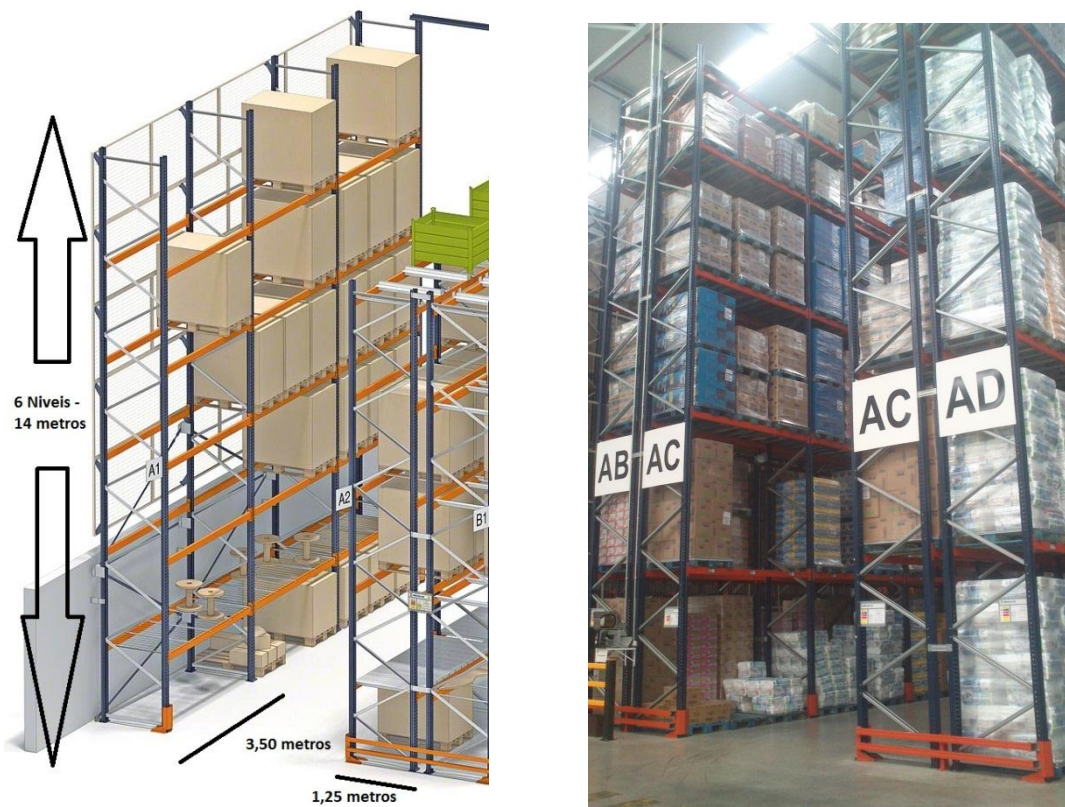 6 Niveis -
14 metros
A1
A2
B1
3,50 metros
1,25 metros
AB
AC
AC
AD